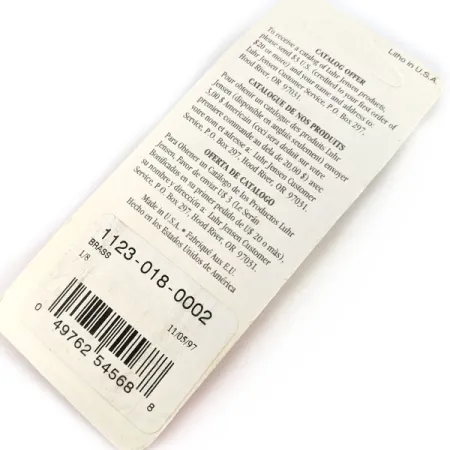 Litho in U.S.A.
CATALOG OFFER
To receive a catalog of Luhr Jensen products,
please send $3 U.S. (credited to your first order of
$20 or more) and your name and address to:
Luhr Jensen Customer Service, P.O. Box 297,
Hood River, OR 97031.
CATALOGUE DE NOS PRODUITS
Pour obtenir un catalogue des produits Luhr
Jensen (disponible en anglais seulement) envoyer
3,00 $ Américain (ceci sera déduit sur votre
première commande au dela de 20,00 $) avec
votre nom et adresse a: Luhr Jensen Customer
Service, P.O. Box 297, Hood River, OR 97031.
OFERTA DE CATALOGO
Para Obtener un Catálogo de los Productos Luhr
Jensen, Favor de enviar U$ 3 (Le Serán
Bonificados en su primer pedido de U$ 20 o más),
su nombre y dirección a: Luhr Jensen Customer
Service, P.O. Box 297, Hood River, OR 97031.
Made in U.S.A. • Fabriqué Aux E.U.
Hecho en los Estados Unidos de América
1123-018-0002
BRASS
1/8
11/05/97
0 49762 54568 8